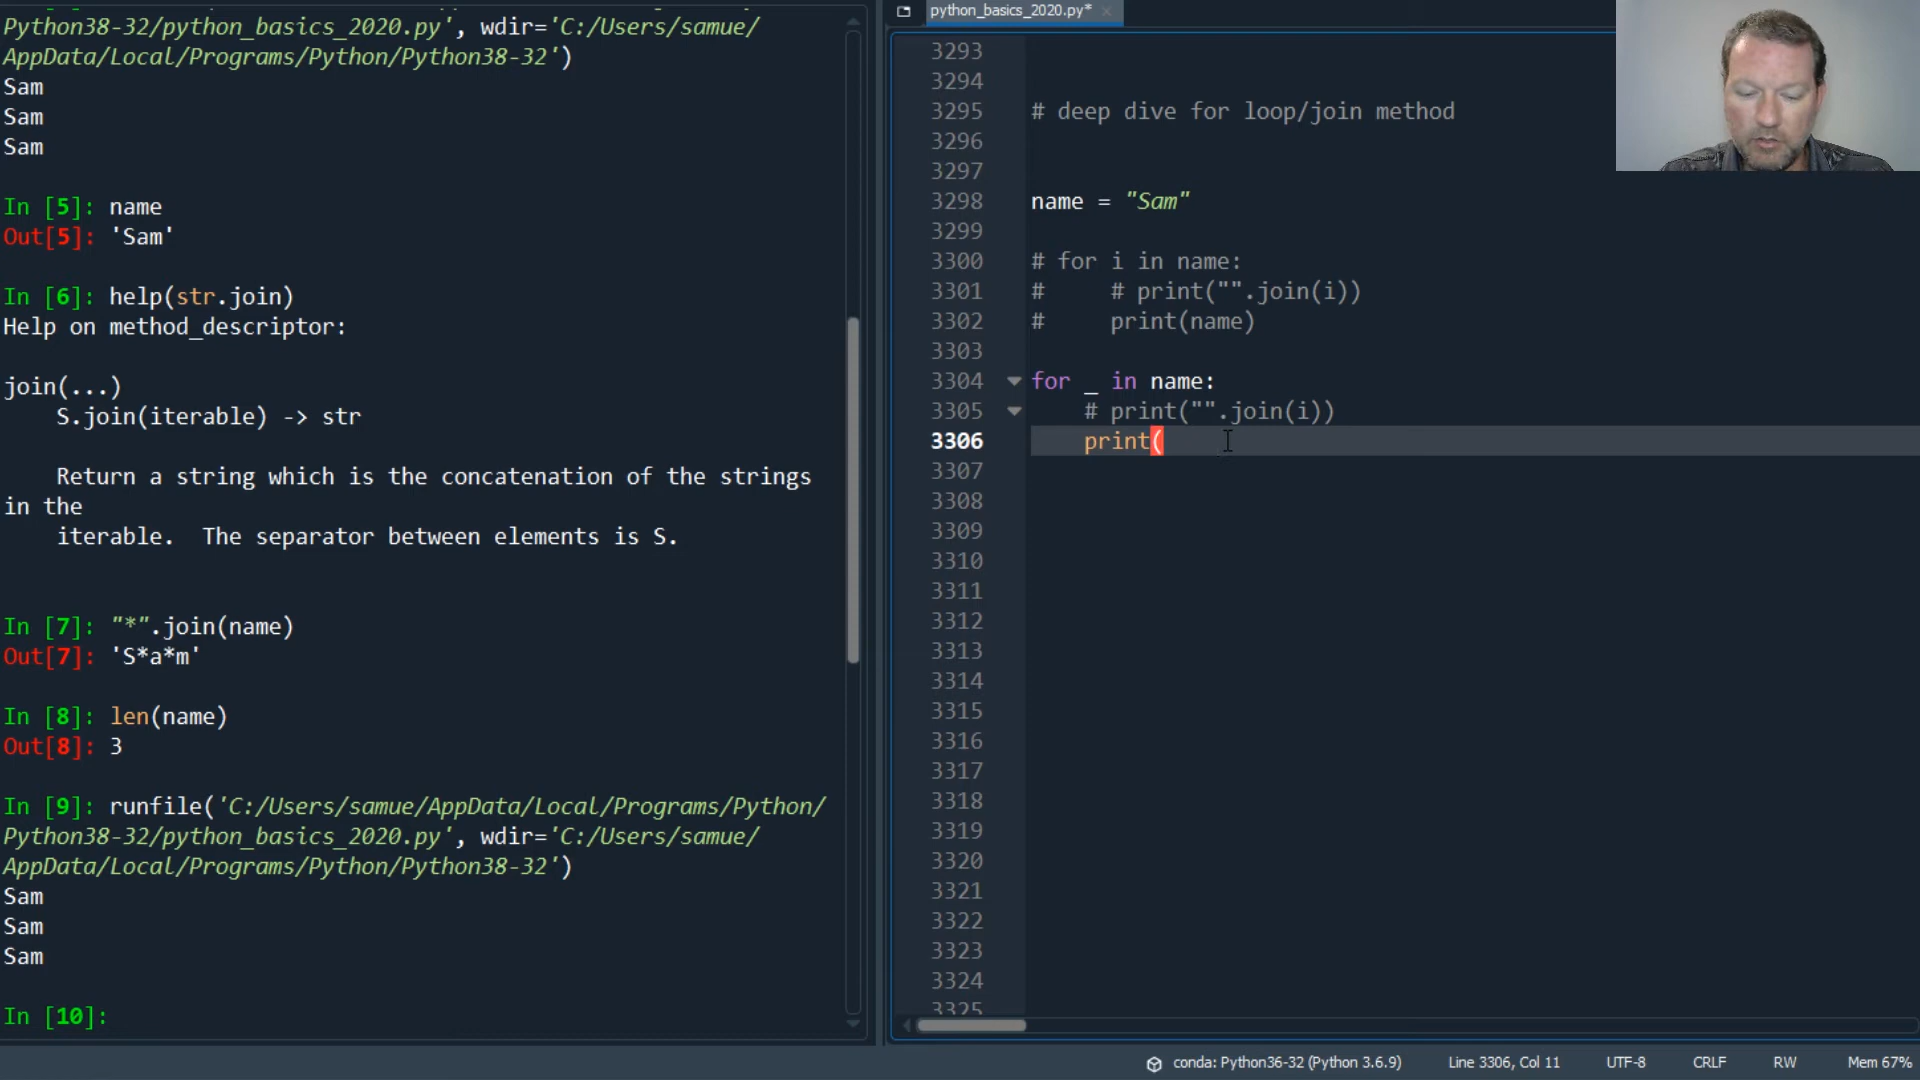 Python38-32/python_basics_2020.py', wdir='C:/Users/samue/
AppData/Local/Programs/Python/Python38-32')
Sam
Sam
Sam
In [5]: name
Out[5]: 'Sam'
In [6]: help(str.join)
Help on method_descriptor:
join(...)
    S.join(iterable) -> str
    Return a string which is the concatenation of the strings
in the
    iterable.  The separator between elements is S.
In [7]: "*".join(name)
Out[7]: 'S*a*m'
In [8]: len(name)
Out[8]: 3
In [9]: runfile('C:/Users/samue/AppData/Local/Programs/Python/
Python38-32/python_basics_2020.py', wdir='C:/Users/samue/
AppData/Local/Programs/Python/Python38-32')
Sam
Sam
Sam
In [10]:
python_basics_2020.py*
3293
3294
3295 # deep dive for loop/join method
3296
3297
3298 name = "Sam"
3299
3300 # for i in name:
3301 #     # print("".join(i))
3302 #     print(name)
3303
3304 for _ in name:
3305     # print("".join(i))
3306     print(
3307
3308
3309
3310
3311
3312
3313
3314
3315
3316
3317
3318
3319
3320
3321
3322
3323
3324
3325
conda: Python36-32 (Python 3.6.9) Line 3306, Col 11 UTF-8 CRLF RW Mem 67%